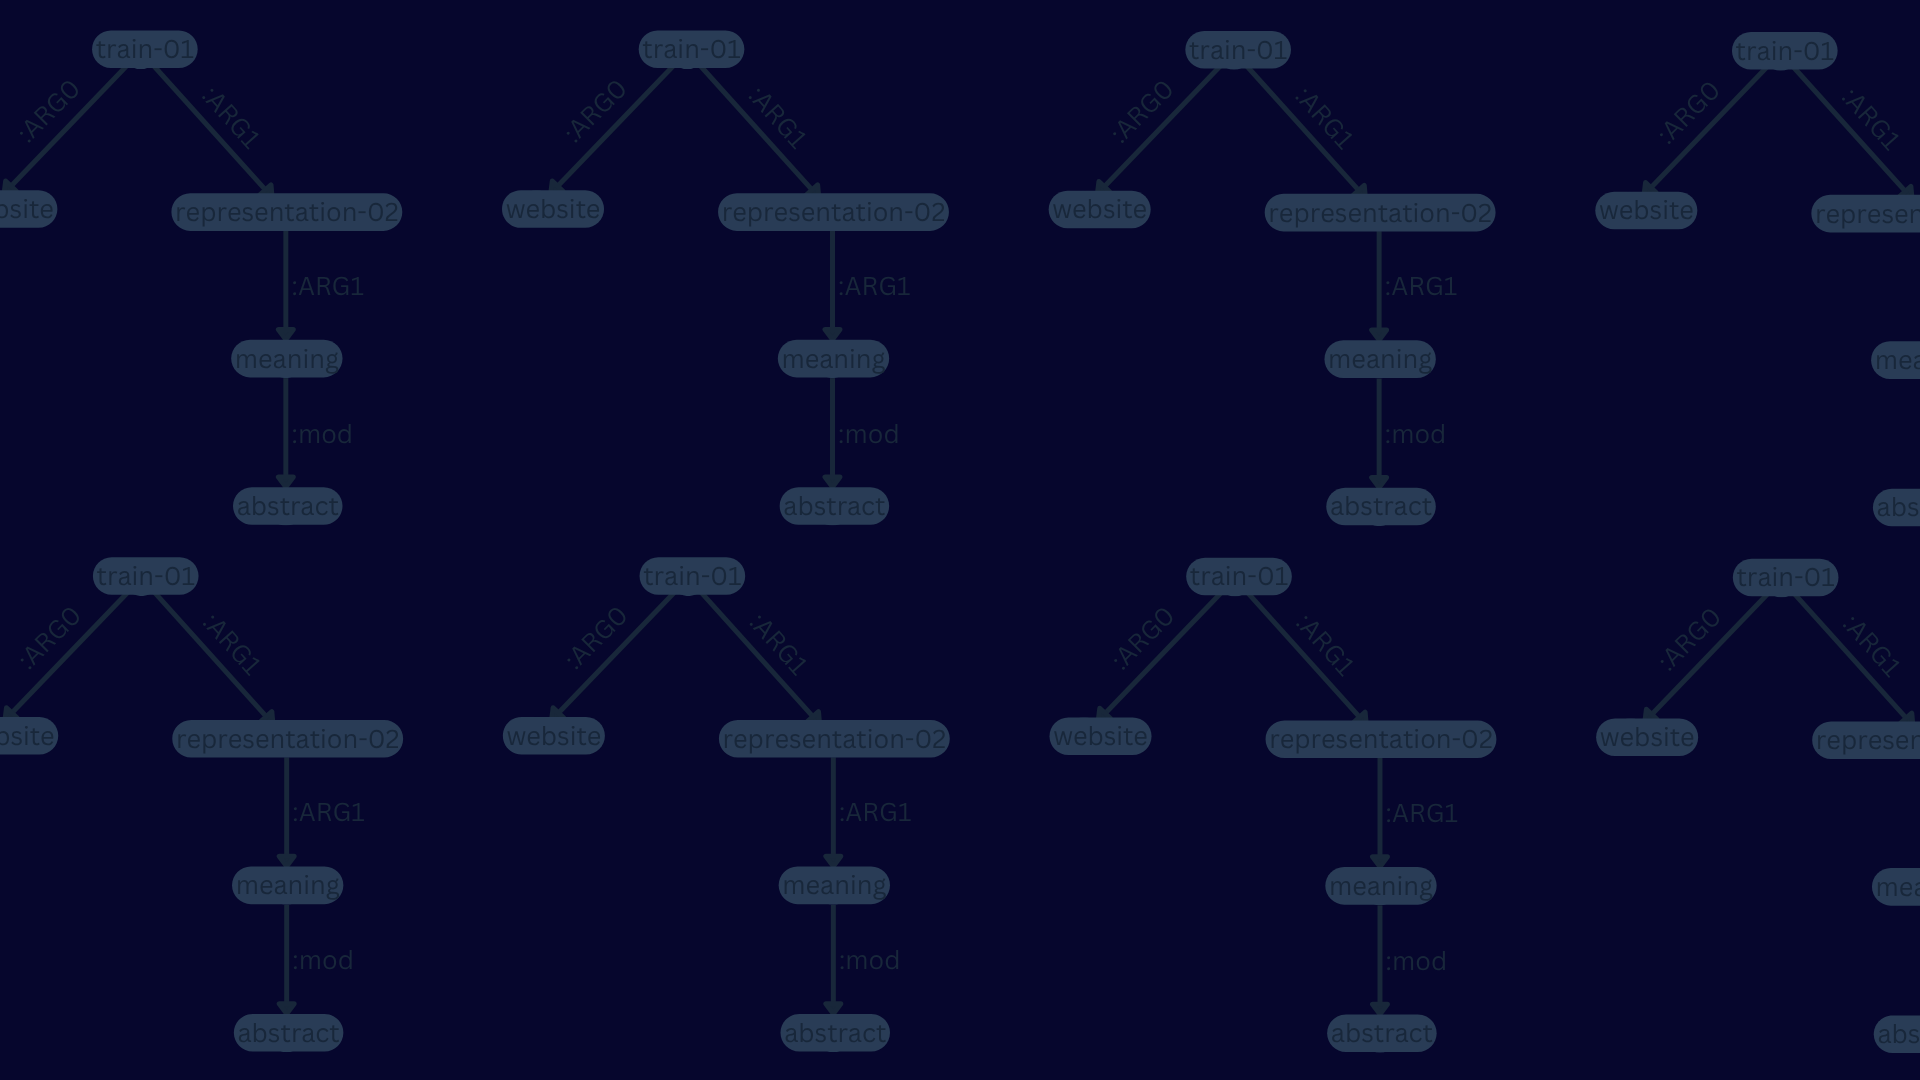 train-01 train-01 train-01 train-01
:ARG0 :ARG1 :ARG0 :ARG1 :ARG0 :ARG1 :ARG0 :ARG1
bsite representation-02 website representation-02 website representation-02 website represen
:ARG1 :ARG1 :ARG1
meaning meaning meaning mea
:mod :mod :mod
abstract abstract abstract abs
train-01 train-01 train-01 train-01
:ARG0 :ARG1 :ARG0 :ARG1 :ARG0 :ARG1 :ARG0 :ARG1
bsite representation-02 website representation-02 website representation-02 website represen
:ARG1 :ARG1 :ARG1
meaning meaning meaning mea
:mod :mod :mod
abstract abstract abstract abs